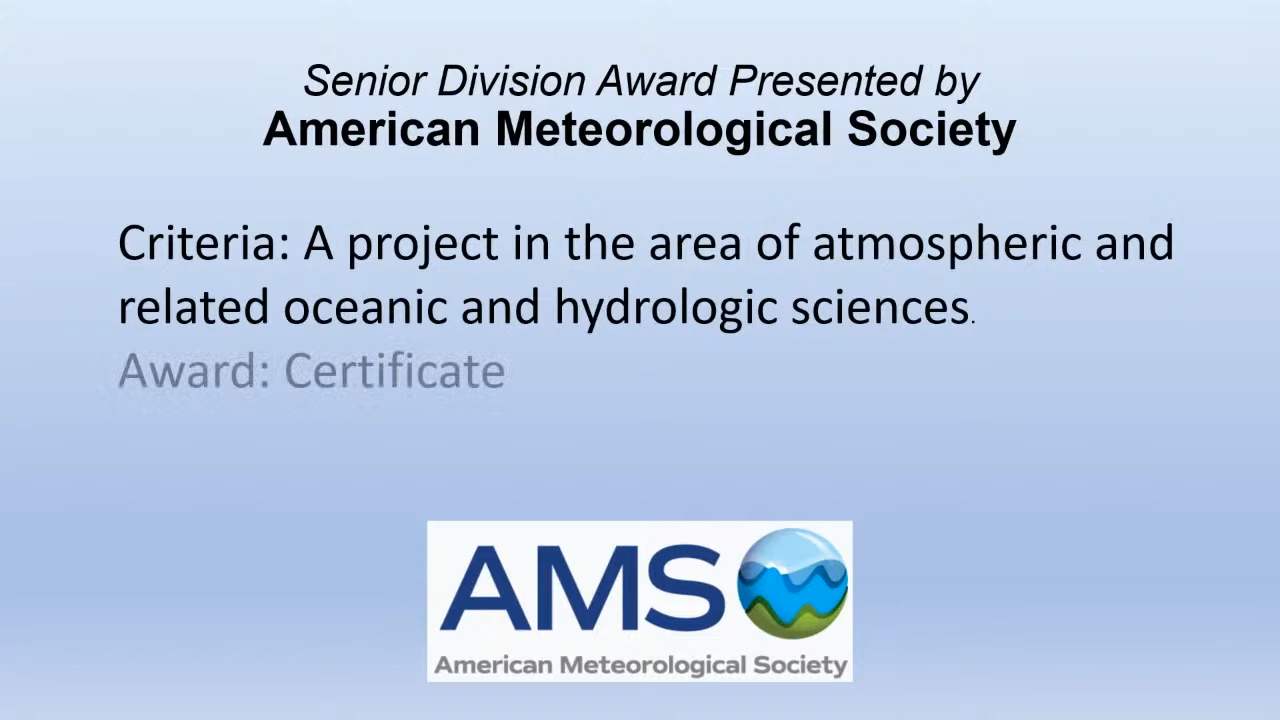 Senior Division Award Presented by
American Meteorological Society
Criteria: A project in the area of atmospheric and
related oceanic and hydrologic sciences.
Award: Certificate
AMS
American Meteorological Society